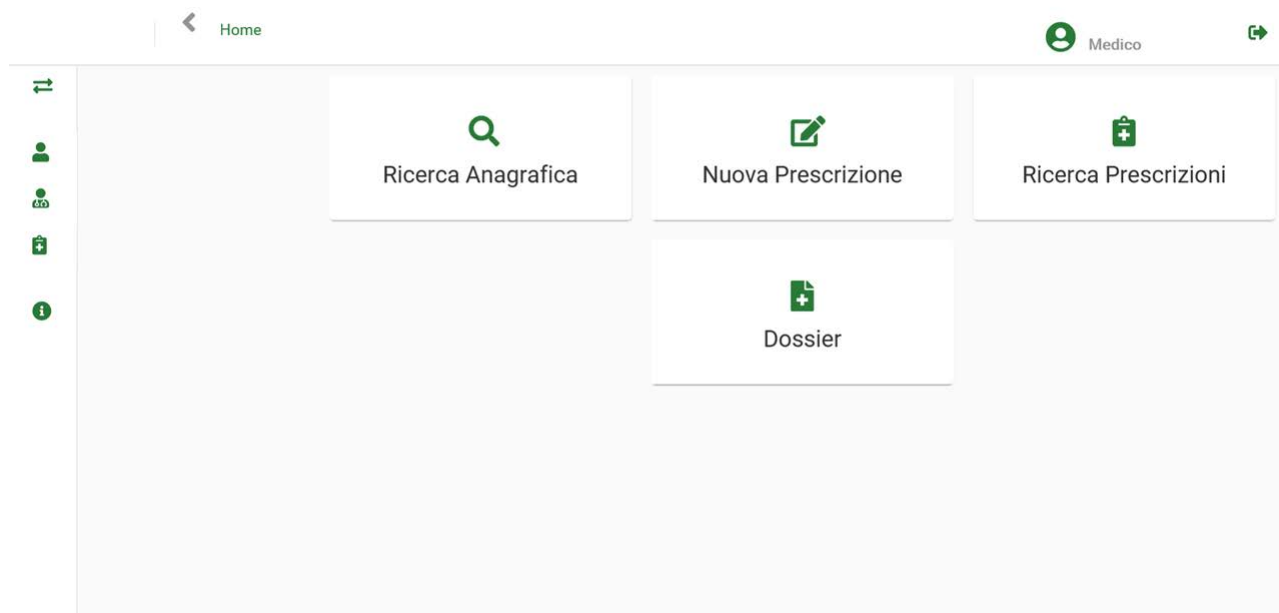 Home
Medico
Ricerca Anagrafica
Nuova Prescrizione
Ricerca Prescrizioni
Dossier